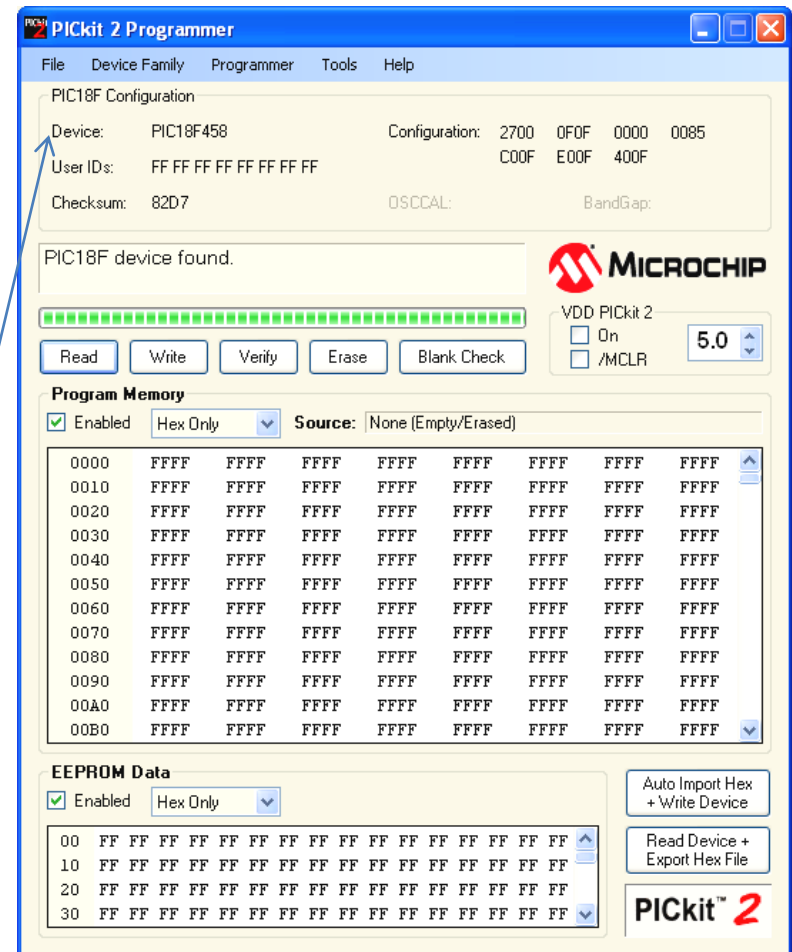 PICkit 2 Programmer
File Device Family Programmer Tools Help
PIC18F Configuration
Device: PIC18F458 Configuration: 2700 0F0F 0000 0085
C00F E00F 400F
User IDs: FF FF FF FF FF FF FF FF
Checksum: 82D7 OSCCAL: BandGap:
PIC18F device found.
MICROCHIP
VDD PICkit 2
On
/MCLR
5.0
Read Write Verify Erase Blank Check
Program Memory
Enabled Hex Only Source: None (Empty/Erased)
0000 FFFF FFFF FFFF FFFF FFFF FFFF FFFF FFFF
0010 FFFF FFFF FFFF FFFF FFFF FFFF FFFF FFFF
0020 FFFF FFFF FFFF FFFF FFFF FFFF FFFF FFFF
0030 FFFF FFFF FFFF FFFF FFFF FFFF FFFF FFFF
0040 FFFF FFFF FFFF FFFF FFFF FFFF FFFF FFFF
0050 FFFF FFFF FFFF FFFF FFFF FFFF FFFF FFFF
0060 FFFF FFFF FFFF FFFF FFFF FFFF FFFF FFFF
0070 FFFF FFFF FFFF FFFF FFFF FFFF FFFF FFFF
0080 FFFF FFFF FFFF FFFF FFFF FFFF FFFF FFFF
0090 FFFF FFFF FFFF FFFF FFFF FFFF FFFF FFFF
00A0 FFFF FFFF FFFF FFFF FFFF FFFF FFFF FFFF
00B0 FFFF FFFF FFFF FFFF FFFF FFFF FFFF FFFF
EEPROM Data
Enabled Hex Only
00 FF FF FF FF FF FF FF FF FF FF FF FF FF FF FF FF
10 FF FF FF FF FF FF FF FF FF FF FF FF FF FF FF FF
20 FF FF FF FF FF FF FF FF FF FF FF FF FF FF FF FF
30 FF FF FF FF FF FF FF FF FF FF FF FF FF FF FF FF
Auto Import Hex
+ Write Device
Read Device +
Export Hex File
PICkit™ 2